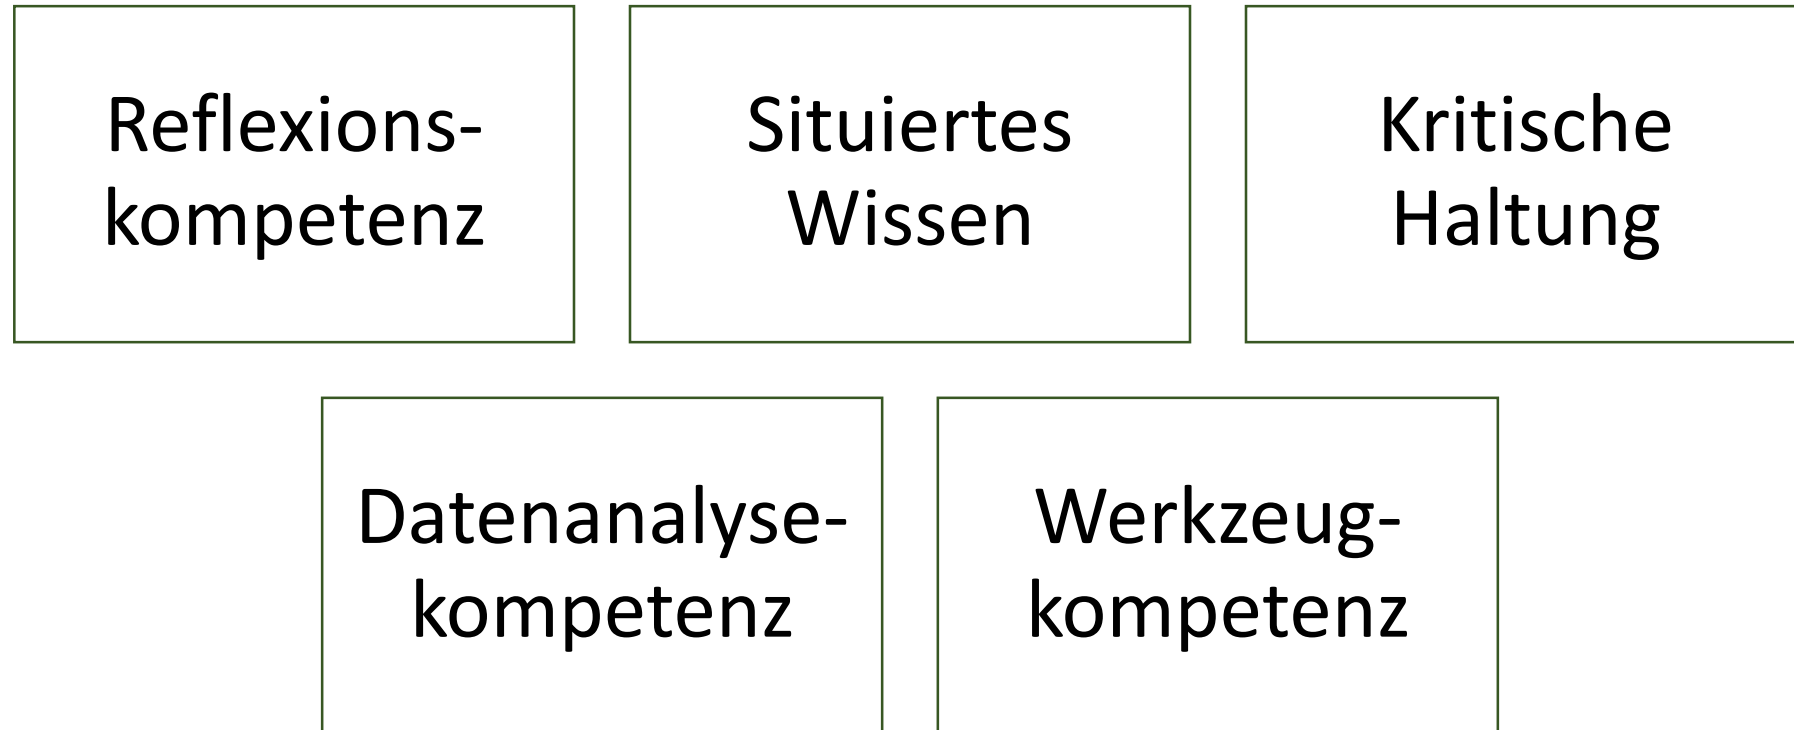 Reflexions-
kompetenz
Situiertes
Wissen
Kritische
Haltung
Datenanalyse-
kompetenz
Werkzeug-
kompetenz